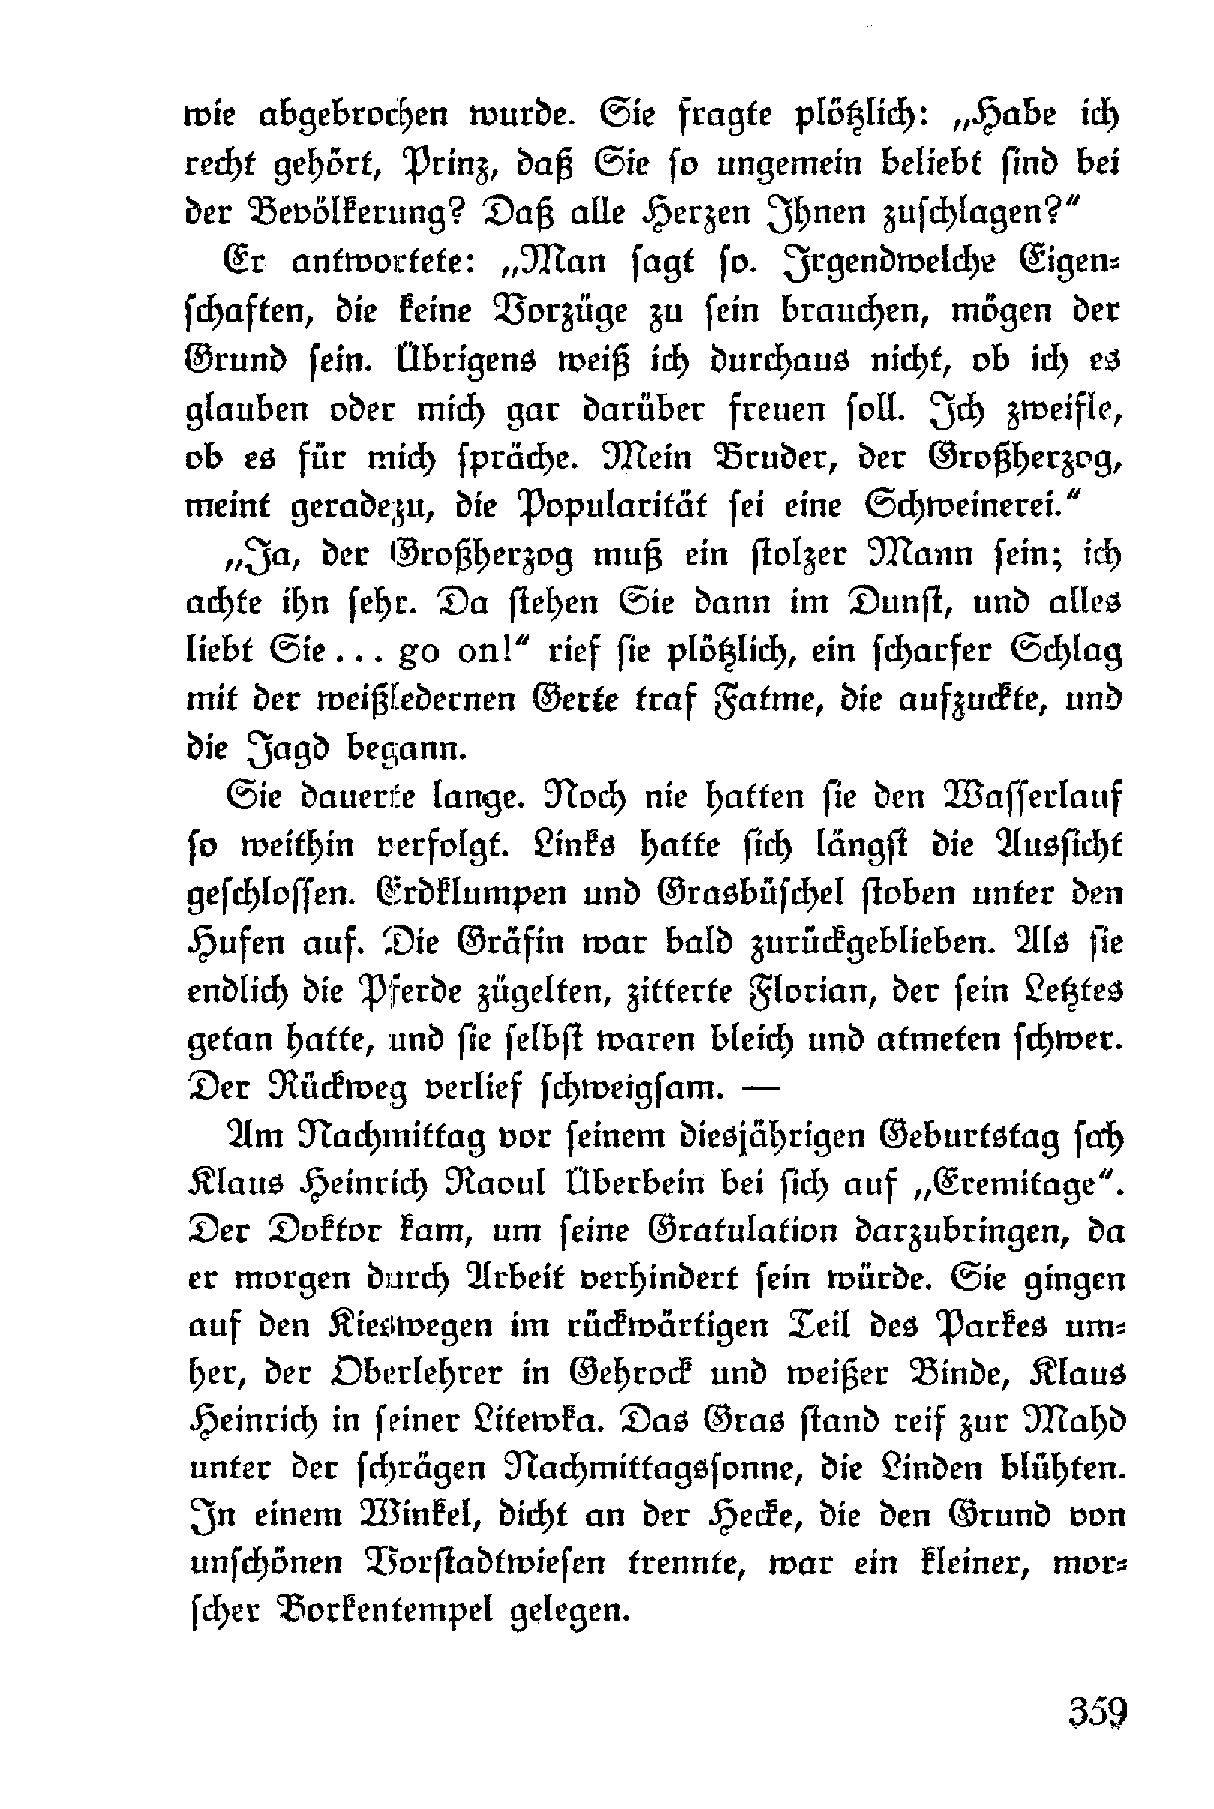 wie abgebrochen wurde. Sie fragte plötzlich: „Habe ich
recht gehört, Prinz, daß Sie so ungemein beliebt sind bei
der Bevölkerung? Daß alle Herzen Ihnen zuschlagen?“
Er antwortete: „Man sagt so. Irgendwelche Eigen-
schaften, die keine Vorzüge zu sein brauchen, mögen der
Grund sein. Übrigens weiß ich durchaus nicht, ob ich es
glauben oder mich gar darüber freuen soll. Ich zweifle,
ob es für mich spräche. Mein Bruder, der Großherzog,
meint geradezu, die Popularität sei eine Schweinerei.“
„Ja, der Großherzog muß ein stolzer Mann sein; ich
achte ihn sehr. Da stehen Sie dann im Dunst, und alles
liebt Sie... go on!“ rief sie plötzlich, ein scharfer Schlag
mit der weißledernen Gerte traf Fatme, die aufzuckte, und
die Jagd begann.
Sie dauerte lange. Noch nie hatten sie den Wasserlauf
so weithin verfolgt. Links hatte sich längst die Aussicht
geschlossen. Erdklumpen und Grasbüschel stoben unter den
Hufen auf. Die Gräfin war bald zurückgeblieben. Als sie
endlich die Pferde zügelten, zitterte Florian, der sein Letztes
getan hatte, und sie selbst waren bleich und atmeten schwer.
Der Rückweg verlief schweigsam. —
Am Nachmittag vor seinem diesjährigen Geburtstag sah
Klaus Heinrich Raoul Überbein bei sich auf „Eremitage“.
Der Doktor kam, um seine Gratulation darzubringen, da
er morgen durch Arbeit verhindert sein würde. Sie gingen
auf den Kieswegen im rückwärtigen Teil des Parkes um-
her, der Oberlehrer in Gehrock und weißer Binde, Klaus
Heinrich in seiner Litewka. Das Gras stand reif zur Mahd
unter der schrägen Nachmittagssonne, die Linden blühten.
In einem Winkel, dicht an der Hecke, die den Grund von
unschönen Vorstadtwiesen trennte, war ein kleiner, mor-
scher Borkentempel gelegen.
359